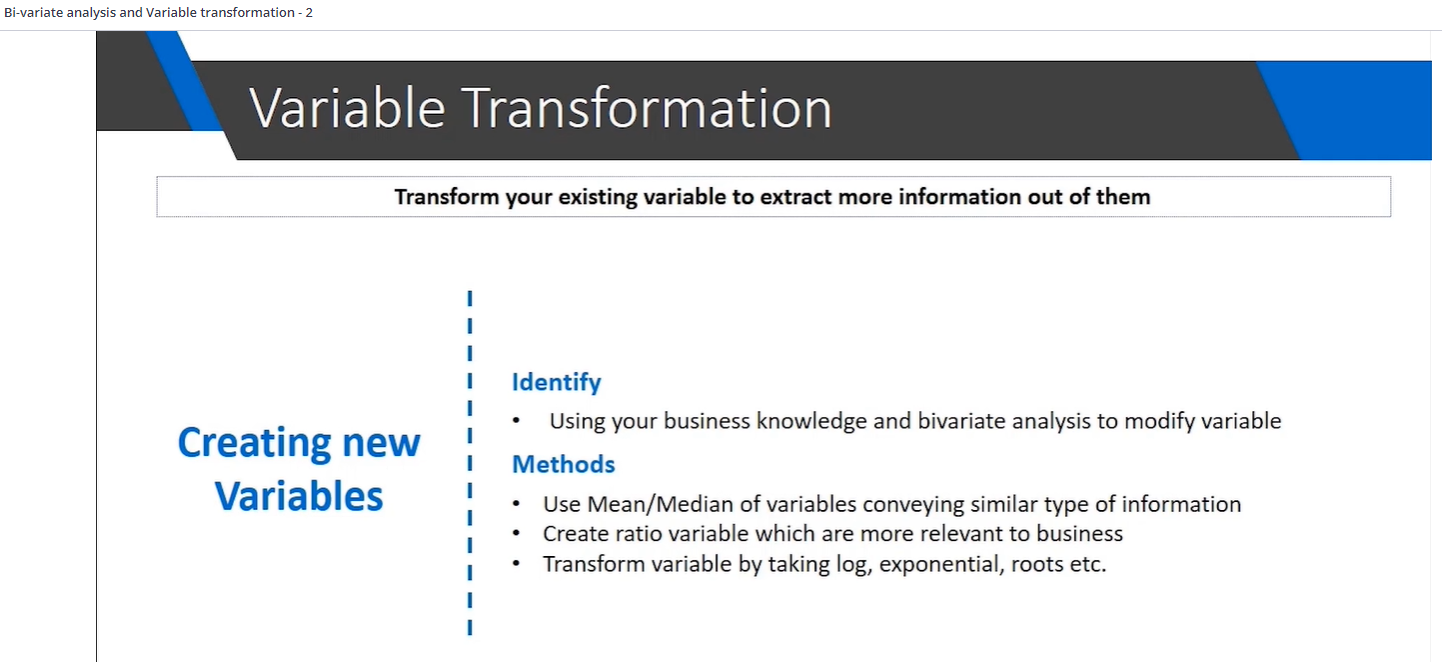 Bi-variate analysis and Variable transformation - 2
Variable Transformation
Transform your existing variable to extract more information out of them
Creating new
Variables
Identify
• Using your business knowledge and bivariate analysis to modify variable
Methods
• Use Mean/Median of variables conveying similar type of information
• Create ratio variable which are more relevant to business
• Transform variable by taking log, exponential, roots etc.